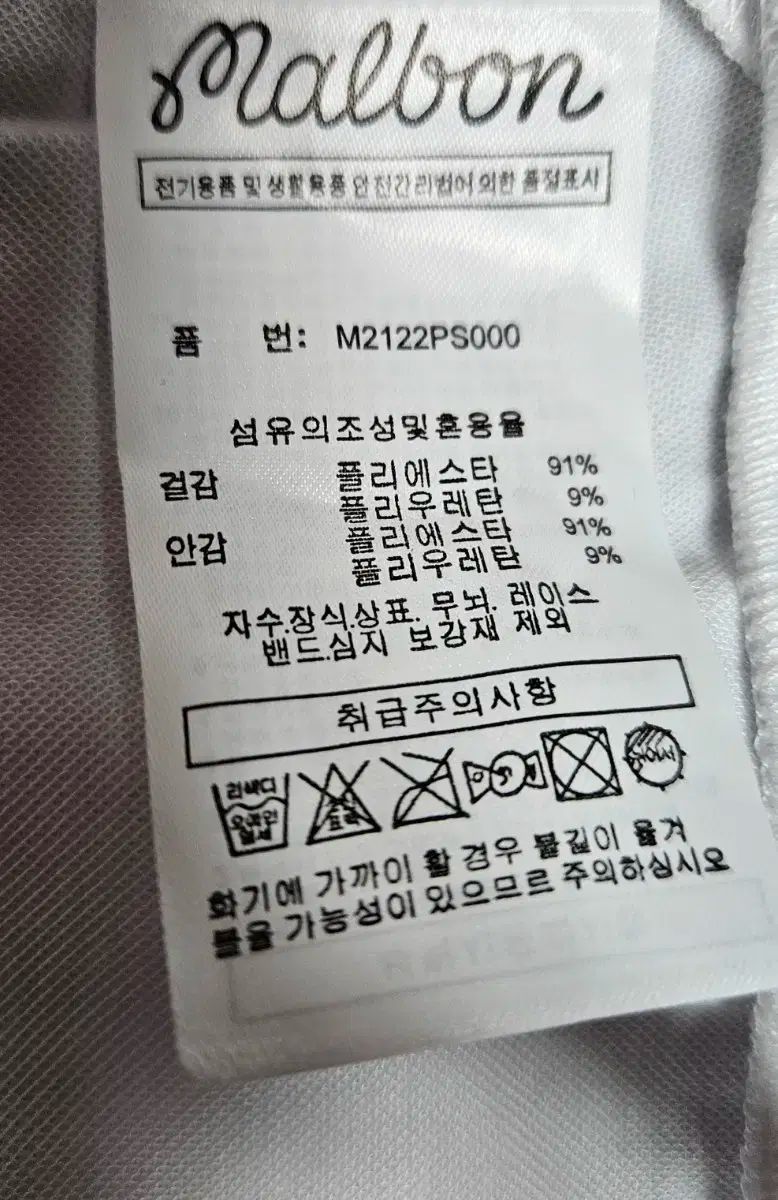 Malbon
전기용품 및 생활용품 안전관리법에 의한 품질표시
품 번: M2122PS000
섬유의조성및혼용율
겉감 폴리에스타 91%
폴리우레탄 9%
안감 폴리에스타 91%
폴리우레탄 9%
자수.장식.상표. 무늬. 레이스
밴드.심지 보강재 제외
취급주의사항
화기에 가까이 할 경우 불길이 옮겨
붙을 가능성이 있으므로 주의하십시오